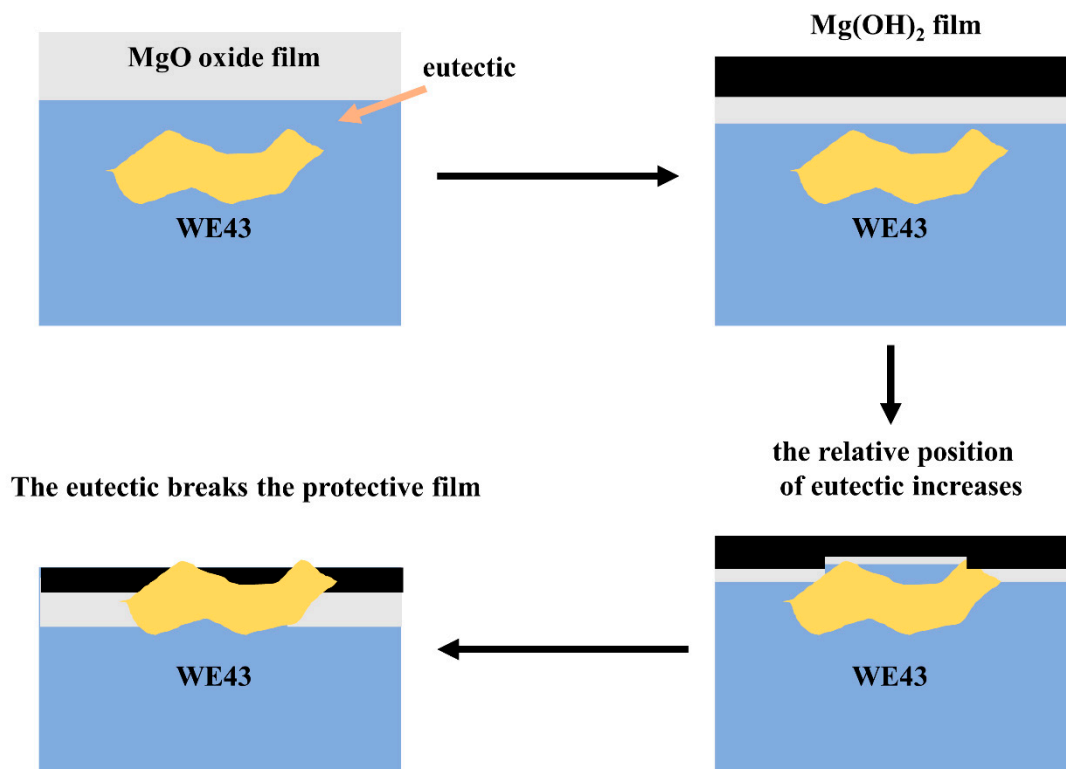 MgO oxide film
eutectic
WE43
Mg(OH)₂ film
WE43
the relative position
of eutectic increases
WE43
The eutectic breaks the protective film
WE43